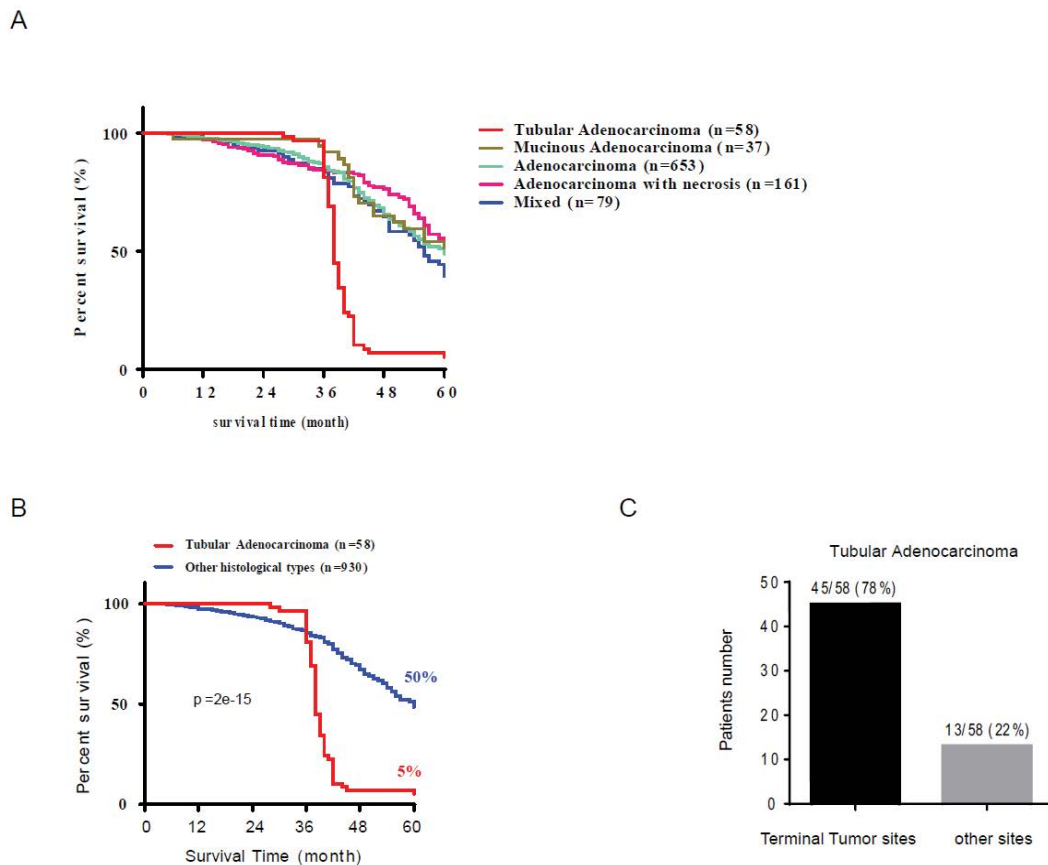 A
Percent survival (%)
100
50
0
0 12 24 36 48 60
survival time (month)
Tubular Adenocarcinoma (n=58)
Mucinous Adenocarcinoma (n=37)
Adenocarcinoma (n=653)
Adenocarcinoma with necrosis (n=161)
Mixed (n=79)
B
Tubular Adenocarcinoma (n=58)
Other histological types (n=930)
Percent survival (%)
100
50
0
50%
p=2e-15
5%
0 12 24 36 48 60
Survival Time (month)
C
Tubular Adenocarcinoma
Patients number
50
40
30
20
10
0
45/58 (78%)
13/58 (22%)
Terminal Tumor sites other sites